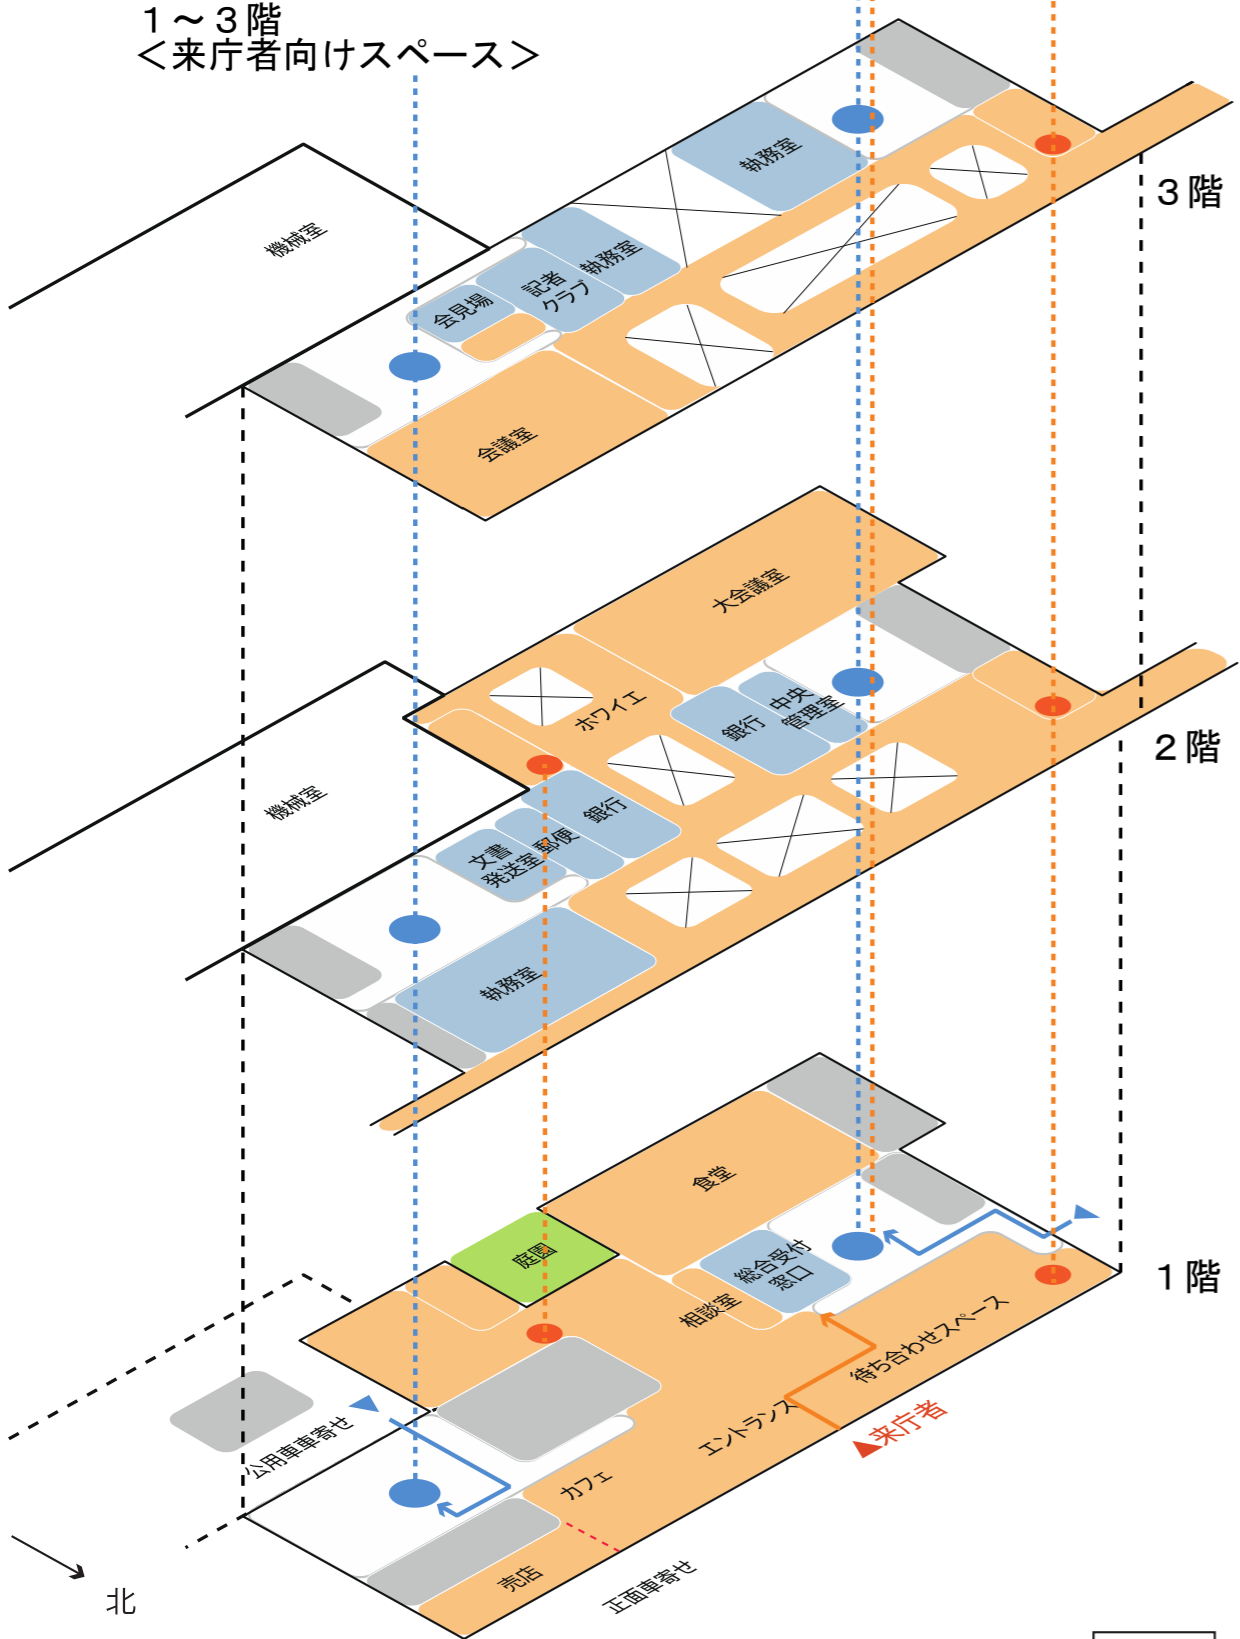 1～3階
＜来庁者向けスペース＞
3階
機械室
執務室
執務室
記者
クラブ
会見場
会議室
2階
大会議室
ホワイエ
中央
管理室
銀行
機械室
銀行
郵便
文書
発送室
執務室
1階
食堂
庭園
総合受付
窓口
相談室
待ち合わせスペース
エントランス
▲来庁者
公用車車寄せ
カフェ
売店
正面車寄せ
北